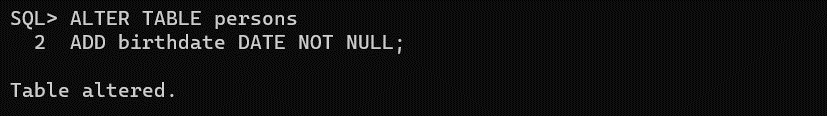 SQL> ALTER TABLE persons
  2  ADD birthdate DATE NOT NULL;
Table altered.